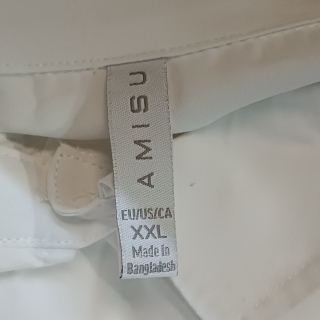 AMISU
EU/US/CA
XXL
Made in
Bangladesh